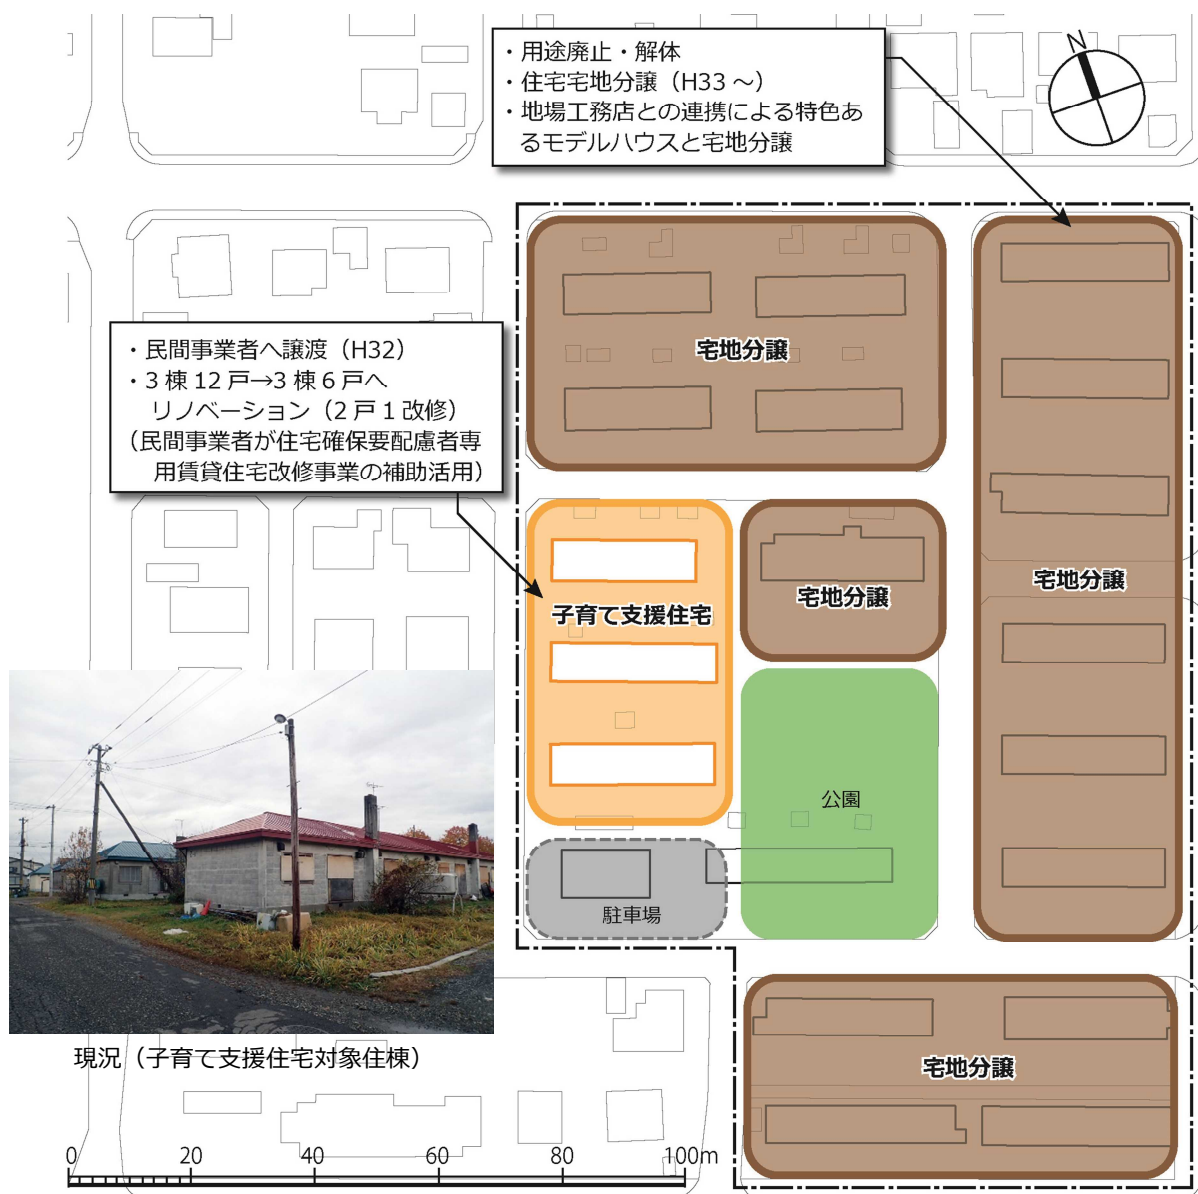 ・用途廃止・解体
・住宅宅地分譲（H33～）
・地場工務店との連携による特色あ
るモデルハウスと宅地分譲
N
・民間事業者へ譲渡（H32）
・3 棟 12 戸→3 棟 6 戸へ
リノベーション（2 戸 1 改修）
（民間事業者が住宅確保要配慮者専
用賃貸住宅改修事業の補助活用）
宅地分譲
宅地分譲
宅地分譲
子育て支援住宅
公園
駐車場
宅地分譲
現況（子育て支援住宅対象住棟）
0 20 40 60 80 100m